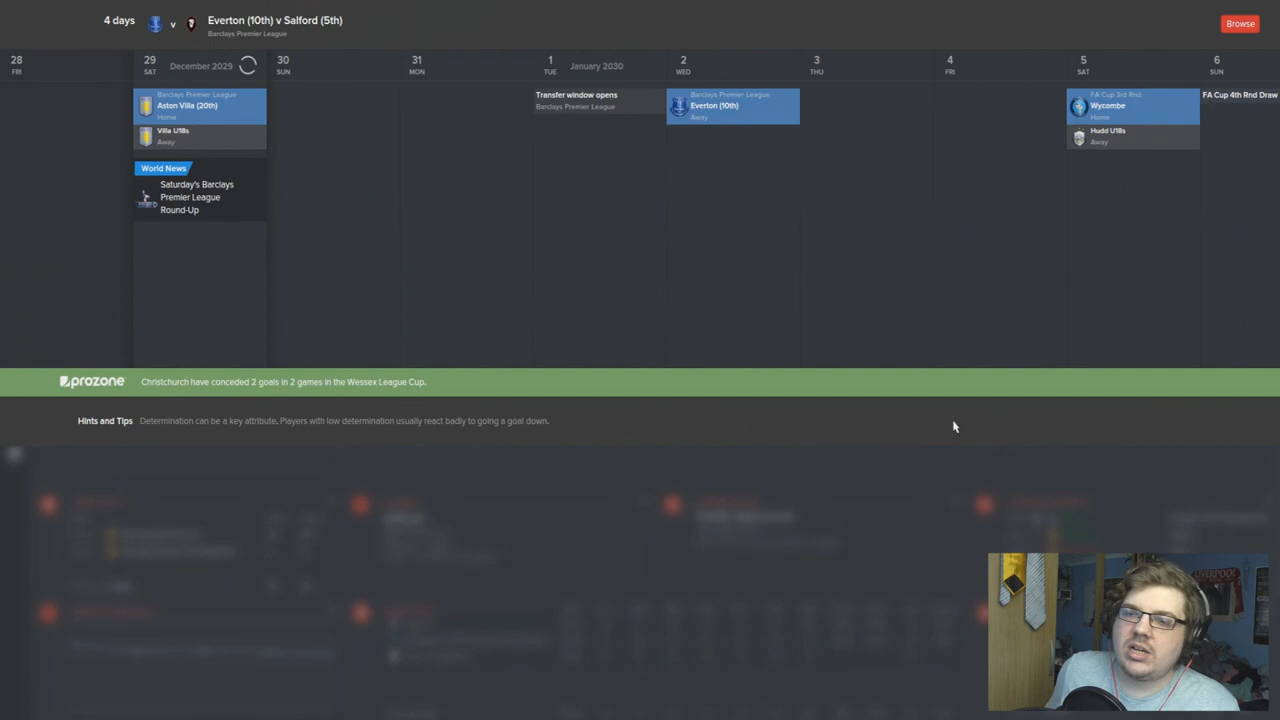 4 days
v
Everton (10th) v Salford (5th)
Barclays Premier League
Browse
28
FRI
29
SAT
December 2029
30
SUN
31
MON
1
TUE
January 2030
2
WED
3
THU
4
FRI
5
SAT
6
SUN
Barclays Premier League
Aston Villa (20th)
Home
Villa U18s
Away
World News
Saturday's Barclays
Premier League
Round-Up
Transfer window opens
Barclays Premier League
Barclays Premier League
Everton (10th)
Away
FA Cup 3rd Rnd
Wycombe
Home
Hudd U18s
Away
FA Cup 4th Rnd Draw
prozone
Christchurch have conceded 2 goals in 2 games in the Wessex League Cup.
Hints and Tips
Determination can be a key attribute. Players with low determination usually react badly to going a goal down.
LIVERPOOL